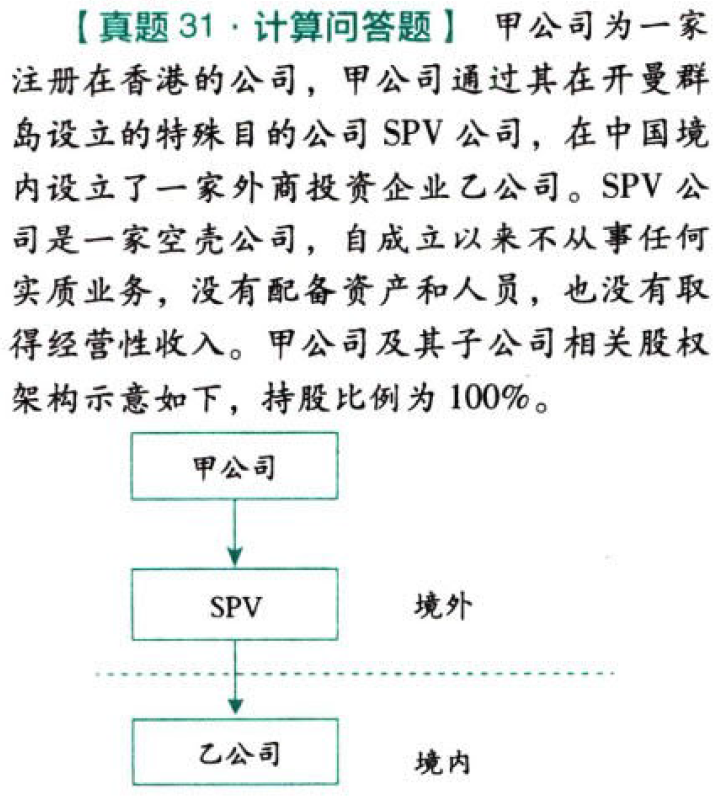 【真题 31·计算问答题】 甲公司为一家
注册在香港的公司，甲公司通过其在开曼群
岛设立的特殊目的公司 SPV 公司，在中国境
内设立了一家外商投资企业乙公司。SPV 公
司是一家空壳公司，自成立以来不从事任何
实质业务，没有配备资产和人员，也没有取
得经营性收入。甲公司及其子公司相关股权
架构示意如下，持股比例为 100%。
甲公司
SPV
境外
乙公司
境内